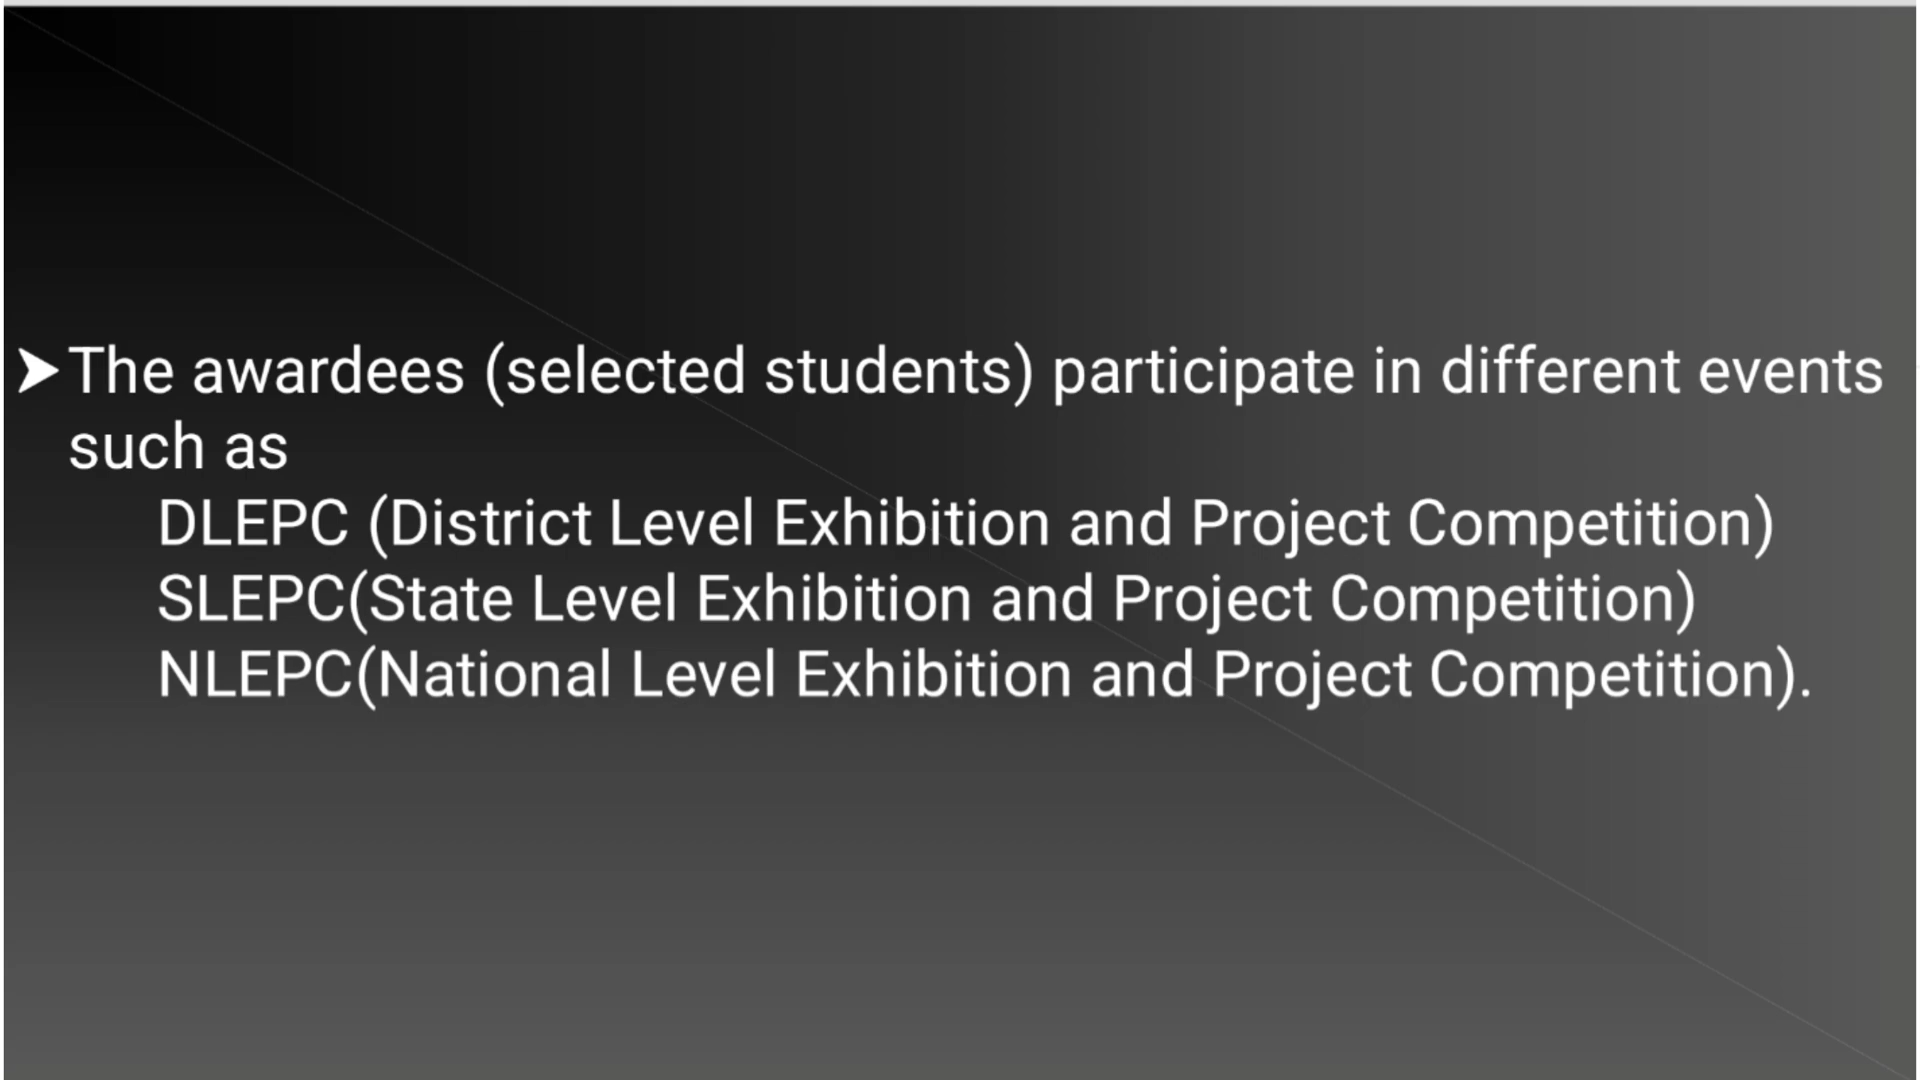 ➤The awardees (selected students) participate in different events
such as
DLEPC (District Level Exhibition and Project Competition)
SLEPC(State Level Exhibition and Project Competition)
NLEPC(National Level Exhibition and Project Competition).